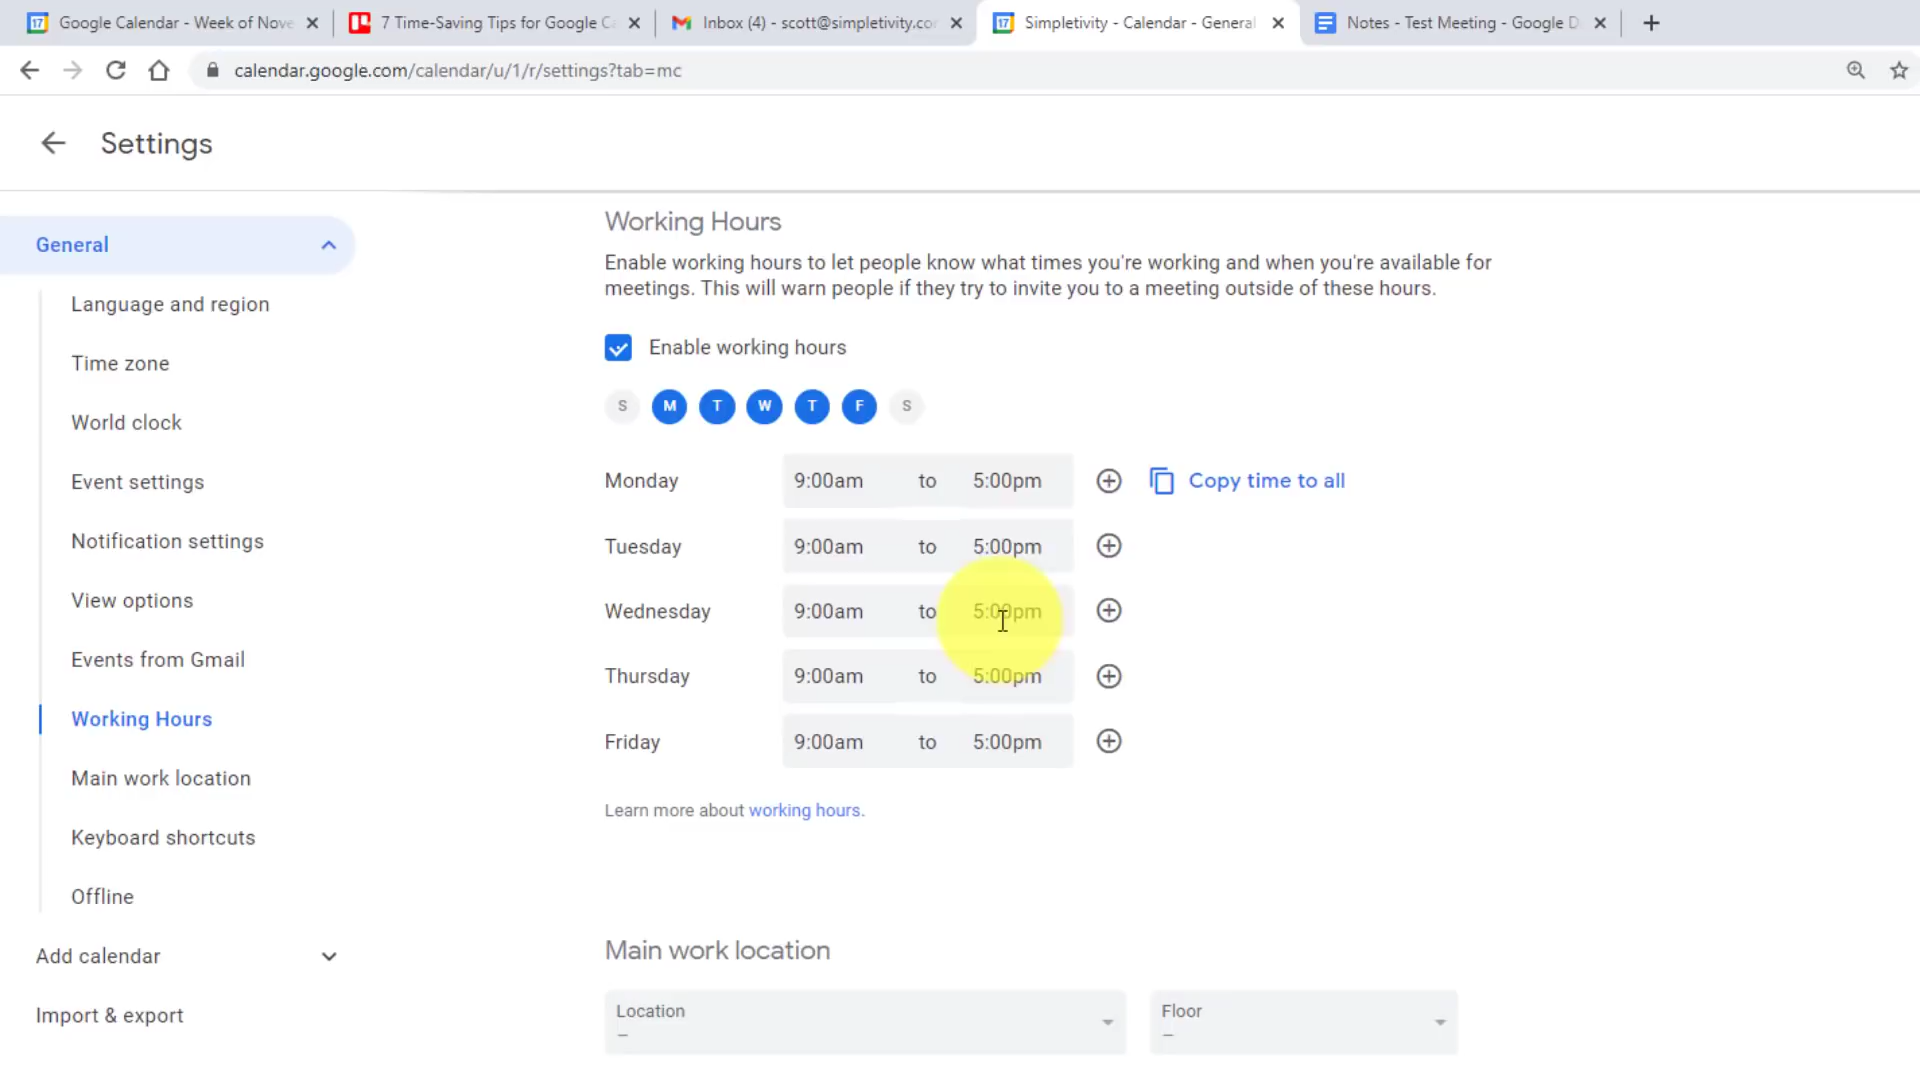 Google Calendar - Week of Nove
7 Time-Saving Tips for Google Ca
Inbox (4) - scott@simpletivity.com
Simpletivity - Calendar - General
Notes - Test Meeting - Google D
calendar.google.com/calendar/u/1/r/settings?tab=mc
Settings
General
Language and region
Time zone
World clock
Event settings
Notification settings
View options
Events from Gmail
Working Hours
Main work location
Keyboard shortcuts
Offline
Add calendar
Import & export
Working Hours
Enable working hours to let people know what times you're working and when you're available for
meetings. This will warn people if they try to invite you to a meeting outside of these hours.
Enable working hours
S M T W T F S
Monday 9:00am to 5:00pm Copy time to all
Tuesday 9:00am to 5:00pm
Wednesday 9:00am to 5:00pm
Thursday 9:00am to 5:00pm
Friday 9:00am to 5:00pm
Learn more about working hours.
Main work location
Location Floor
– –